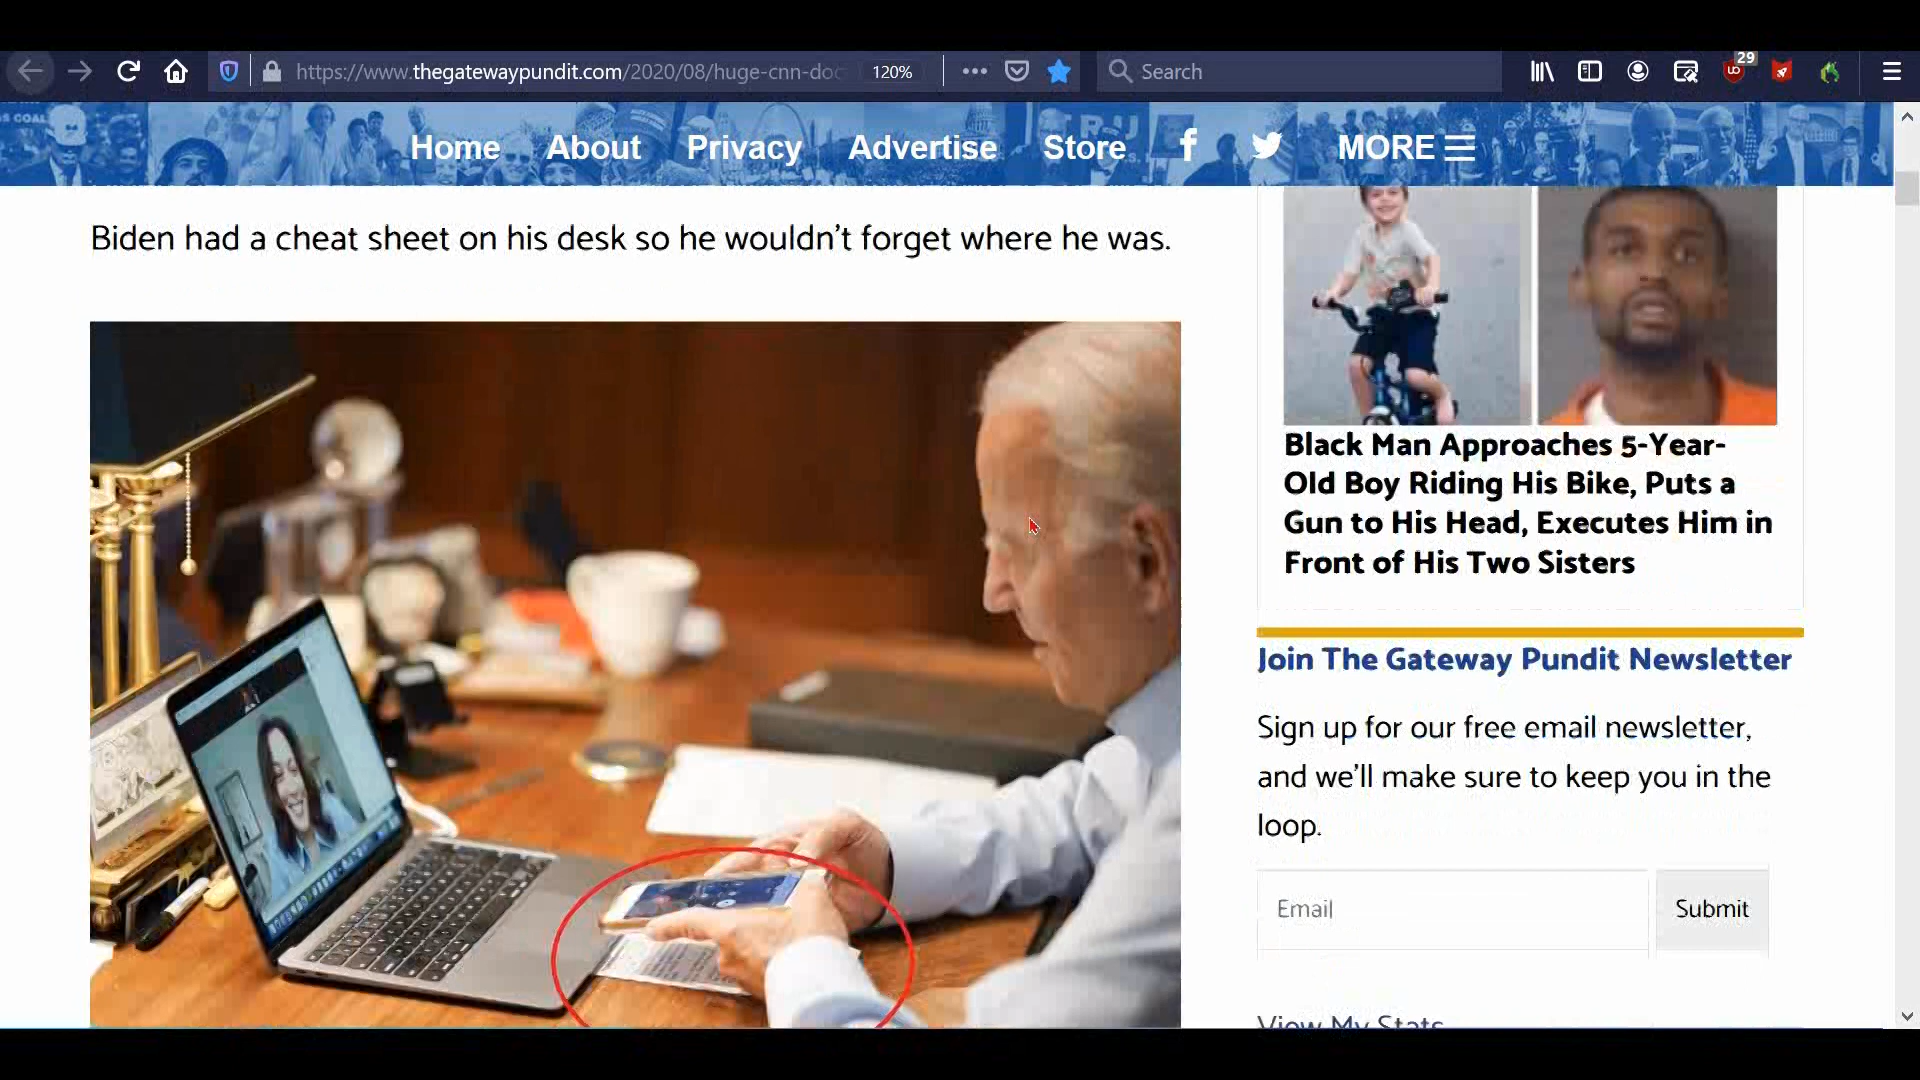 https://www.thegatewaypundit.com/2020/08/huge-cnn-doc
120%
Search
29
Home About Privacy Advertise Store MORE
Biden had a cheat sheet on his desk so he wouldn't forget where he was.
Black Man Approaches 5-Year-
Old Boy Riding His Bike, Puts a
Gun to His Head, Executes Him in
Front of His Two Sisters
Join The Gateway Pundit Newsletter
Sign up for our free email newsletter,
and we'll make sure to keep you in the
loop.
Email
Submit
View My Stats